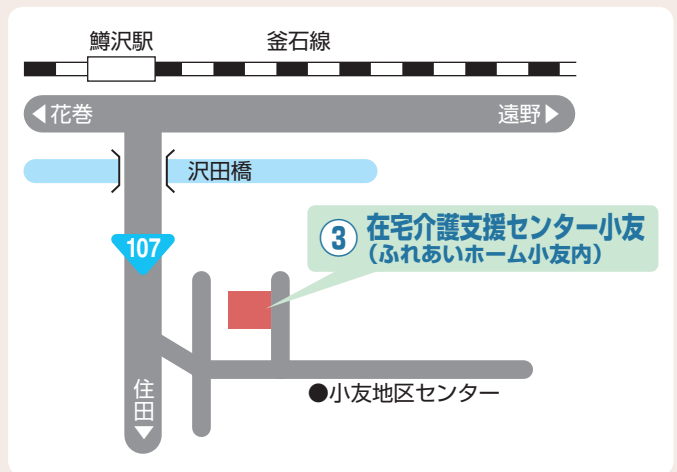 鱒沢駅
釜石線
◀花巻
遠野▶
沢田橋
107
③ 在宅介護支援センター小友
（ふれあいホーム小友内）
住田▼
●小友地区センター